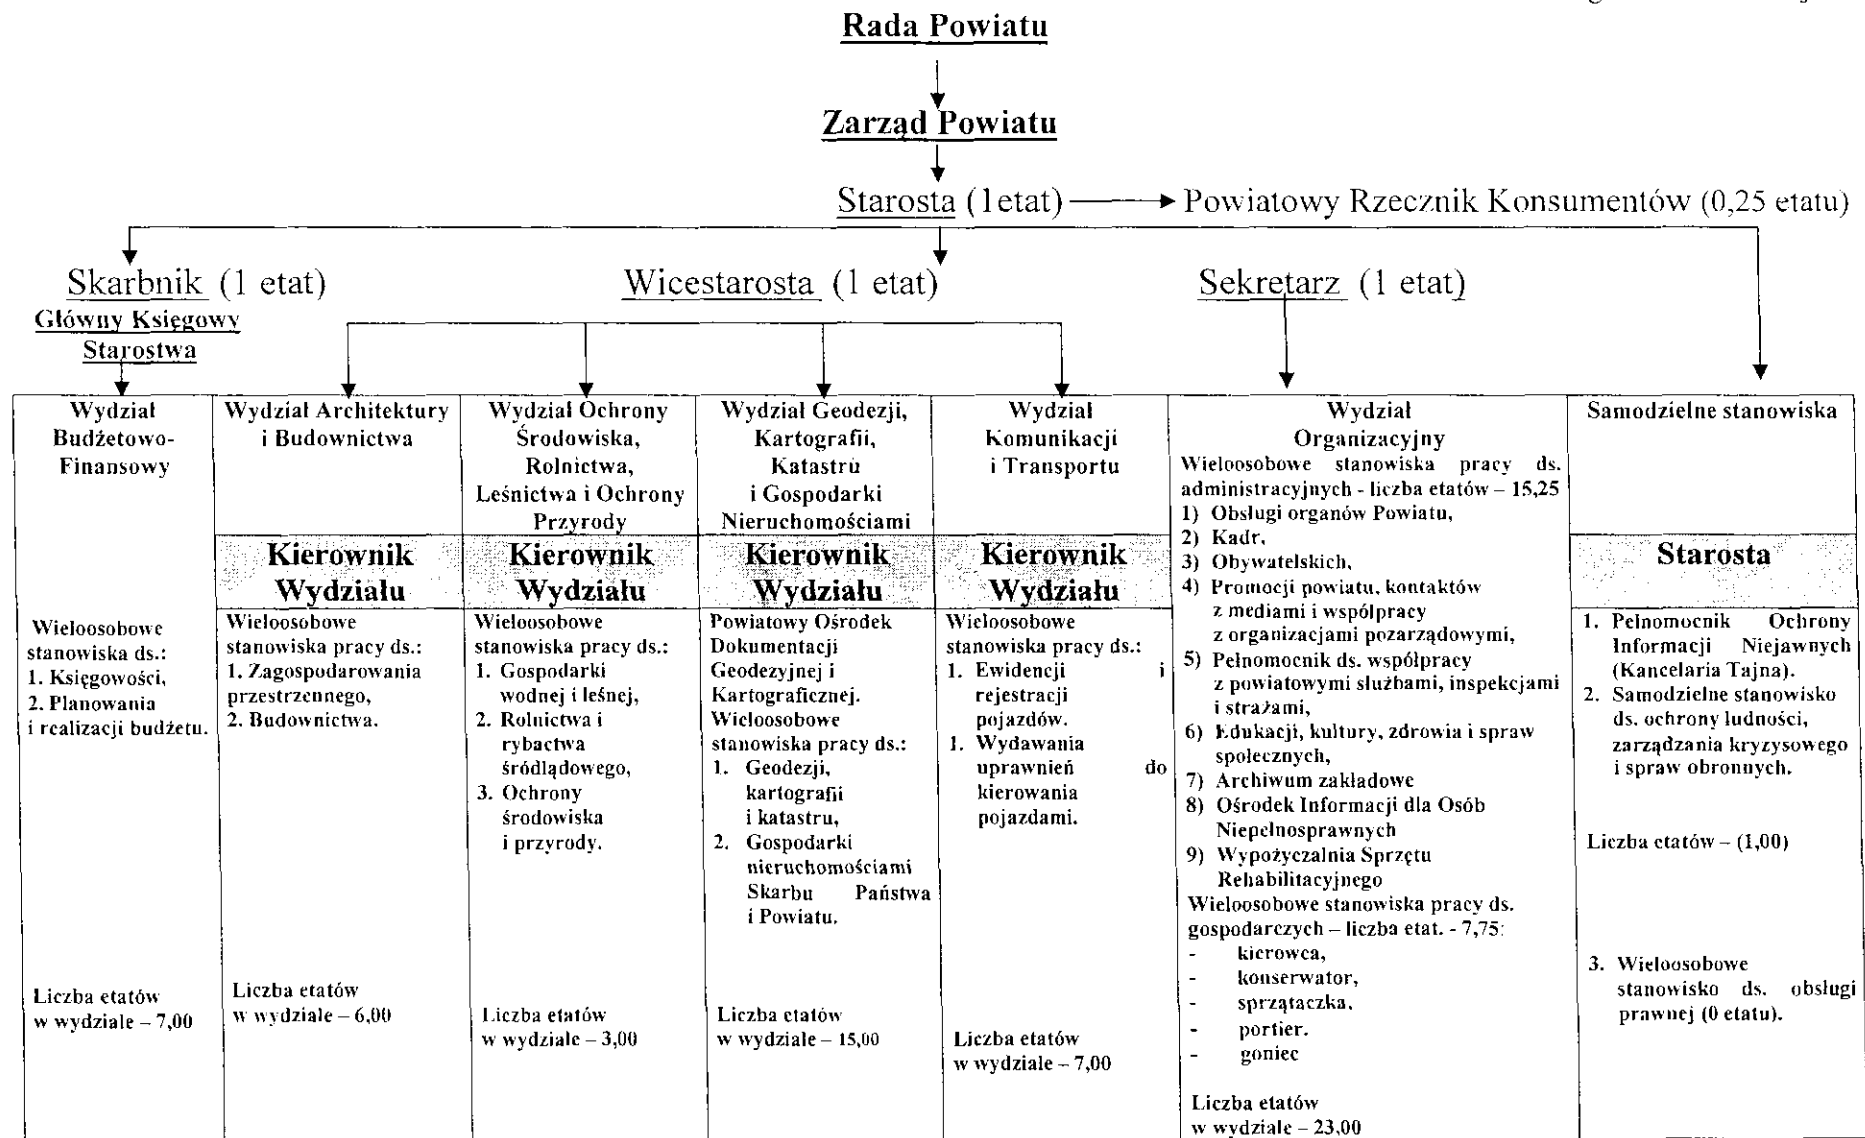 Rada Powiatu
Zarząd Powiatu
Starosta (1etat)
Powiatowy Rzecznik Konsumentów (0,25 etatu)
Skarbnik (1 etat)
Główny Księgowy
Starostwa
Wicestarosta (1 etat)
Sekretarz (1 etat)
Wydział
Budżetowo-
Finansowy
Wieloosobowe
stanowiska ds.:
1. Księgowości,
2. Planowania
i realizacji budżetu.
Liczba etatów
w wydziale – 7,00
Wydział Architektury
i Budownictwa
Kierownik
Wydziału
Wieloosobowe
stanowiska pracy ds.:
1. Zagospodarowania
przestrzennego,
2. Budownictwa.
Liczba etatów
w wydziale – 6,00
Wydział Ochrony
Środowiska,
Rolnictwa,
Leśnictwa i Ochrony
Przyrody
Kierownik
Wydziału
Wieloosobowe
stanowiska pracy ds.:
1. Gospodarki
wodnej i leśnej,
2. Rolnictwa i
rybactwa
śródlądowego,
3. Ochrony
środowiska
i przyrody.
Liczba etatów
w wydziale – 3,00
Wydział Geodezji,
Kartografii,
Katastru
i Gospodarki
Nieruchomościami
Kierownik
Wydziału
Powiatowy Ośrodek
Dokumentacji
Geodezyjnej i
Kartograficznej.
Wieloosobowe
stanowiska pracy ds.:
1. Geodezji,
kartografii
i katastru,
2. Gospodarki
nieruchomościami
Skarbu Państwa
i Powiatu.
Liczba etatów
w wydziale – 15,00
Wydział
Komunikacji
i Transportu
Kierownik
Wydziału
Wieloosobowe
stanowiska pracy ds.:
1. Ewidencji i
rejestracji
pojazdów.
1. Wydawania
uprawnień do
kierowania
pojazdami.
Liczba etatów
w wydziale – 7,00
Wydział
Organizacyjny
Wieloosobowe stanowiska pracy ds.
administracyjnych - liczba etatów – 15,25
1) Obsługi organów Powiatu,
2) Kadr,
3) Obywatelskich,
4) Promocji powiatu, kontaktów
z mediami i współpracy
z organizacjami pozarządowymi,
5) Pełnomocnik ds. współpracy
z powiatowymi służbami, inspekcjami
i strażami,
6) Edukacji, kultury, zdrowia i spraw
społecznych,
7) Archiwum zakładowe
8) Ośrodek Informacji dla Osób
Niepełnosprawnych
9) Wypożyczalnia Sprzętu
Rehabilitacyjnego
Wieloosobowe stanowiska pracy ds.
gospodarczych – liczba etat. - 7,75:
- kierowca,
- konserwator,
- sprzątaczka,
- portier.
- goniec
Liczba etatów
w wydziale – 23,00
Samodzielne stanowiska
Starosta
1. Pełnomocnik Ochrony
Informacji Niejawnych
(Kancelaria Tajna).
2. Samodzielne stanowisko
ds. ochrony ludności,
zarządzania kryzysowego
i spraw obronnych.
Liczba etatów – (1,00)
3. Wieloosobowe
stanowisko ds. obsługi
prawnej (0 etatu).